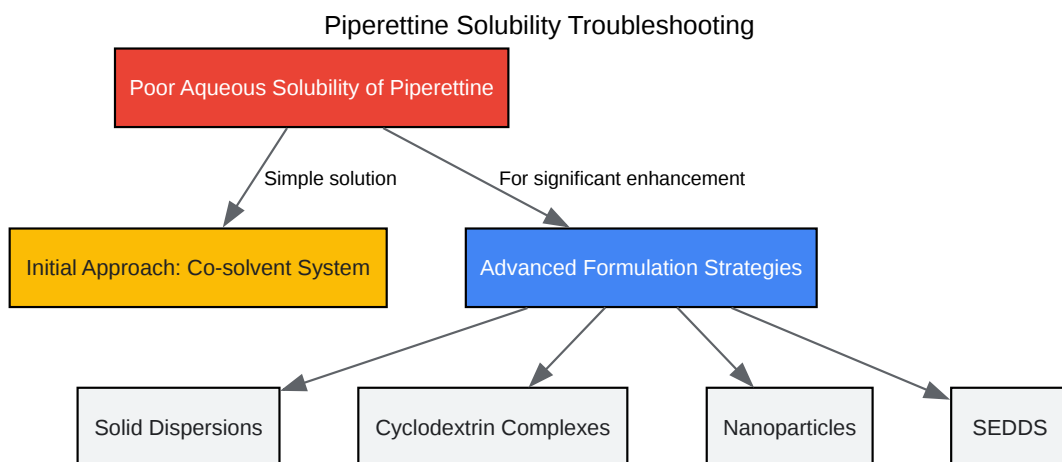 Piperettine Solubility Troubleshooting
Poor Aqueous Solubility of Piperettine
Simple solution
For significant enhancement
Initial Approach: Co-solvent System
Advanced Formulation Strategies
Solid Dispersions
Cyclodextrin Complexes
Nanoparticles
SEDDS